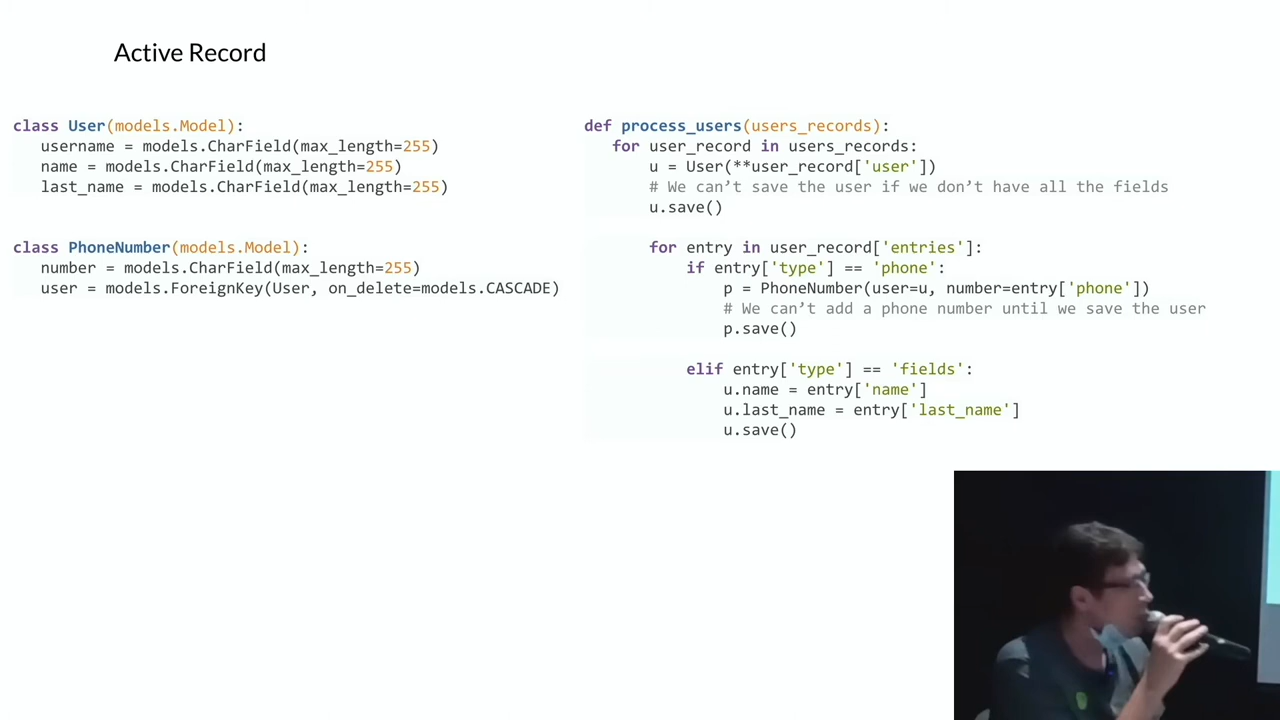 Active Record
class User(models.Model):
username = models.CharField(max_length=255)
name = models.CharField(max_length=255)
last_name = models.CharField(max_length=255)
class PhoneNumber(models.Model):
number = models.CharField(max_length=255)
user = models.ForeignKey(User, on_delete=models.CASCADE)
def process_users(users_records):
for user_record in users_records:
u = User(**user_record['user'])
# We can’t save the user if we don’t have all the fields
u.save()
for entry in user_record['entries']:
if entry['type'] == 'phone':
p = PhoneNumber(user=u, number=entry['phone'])
# We can’t add a phone number until we save the user
p.save()
elif entry['type'] == 'fields':
u.name = entry['name']
u.last_name = entry['last_name']
u.save()